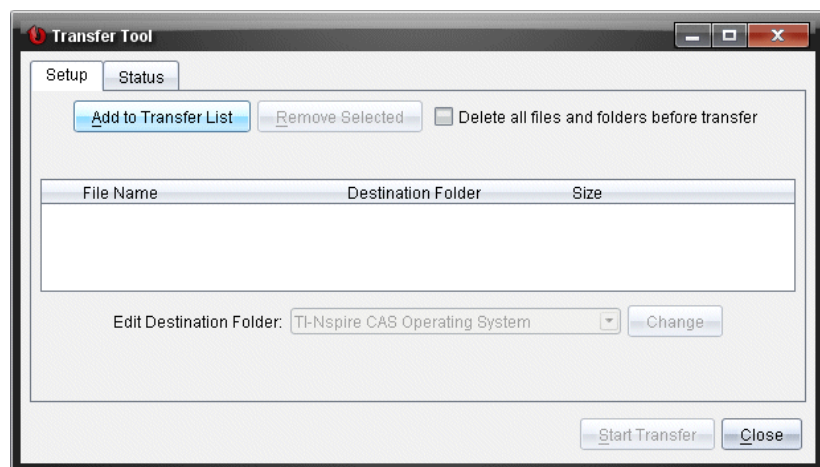 Transfer Tool
Setup Status
Add to Transfer List Remove Selected Delete all files and folders before transfer
File Name Destination Folder Size
Edit Destination Folder: TI-Nspire CAS Operating System Change
Start Transfer Close